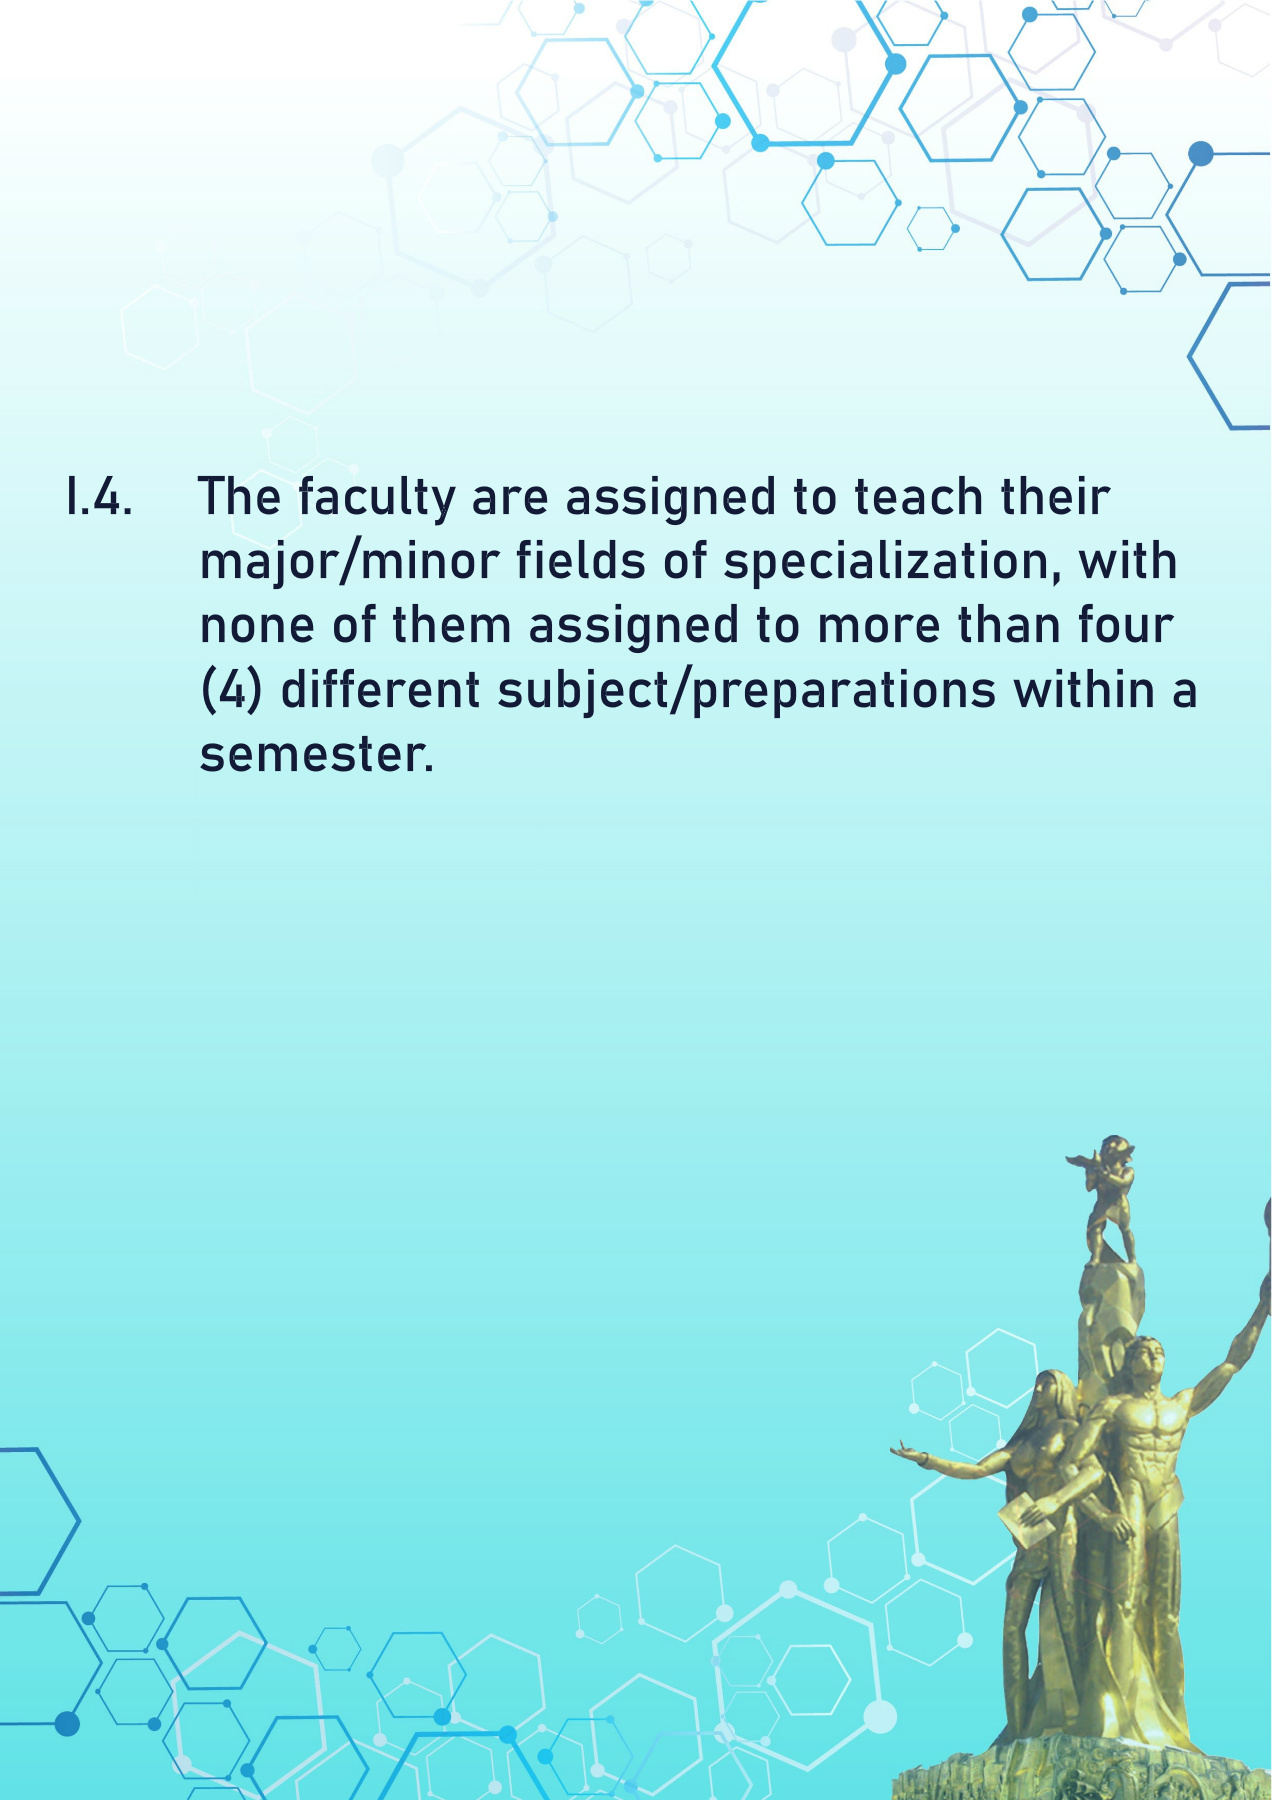 I.4. The faculty are assigned to teach their
major/minor fields of specialization, with
none of them assigned to more than four
(4) different subject/preparations within a
semester.